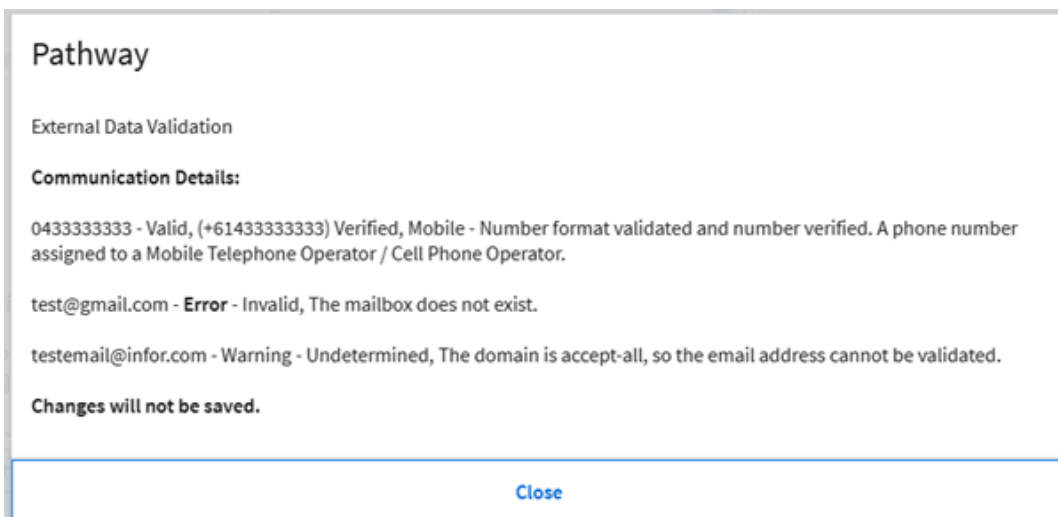 Pathway
External Data Validation
Communication Details:
0433333333 - Valid, (+61433333333) Verified, Mobile - Number format validated and number verified. A phone number
assigned to a Mobile Telephone Operator / Cell Phone Operator.
test@gmail.com - Error - Invalid, The mailbox does not exist.
testemail@infor.com - Warning - Undetermined, The domain is accept-all, so the email address cannot be validated.
Changes will not be saved.
Close